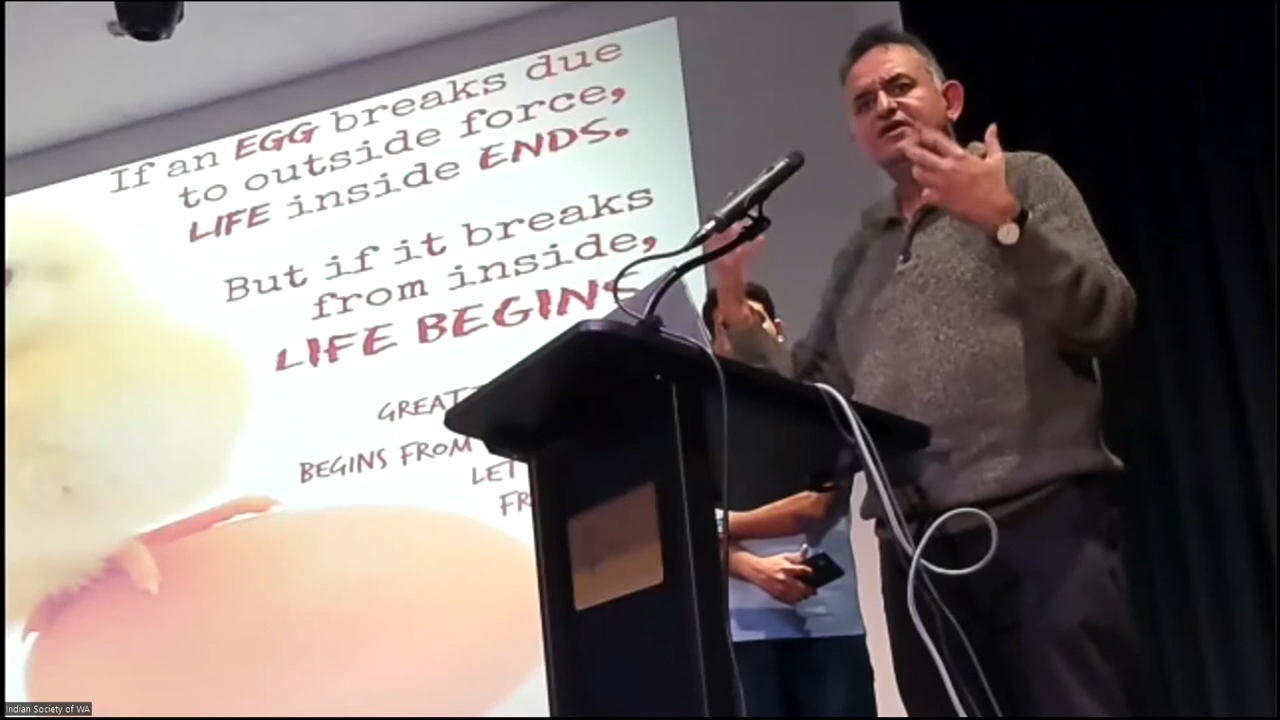 If an EGG breaks due
to outside force,
LIFE inside ENDS.
But if it breaks
from inside,
LIFE BEGINS
GREAT
BEGINS FROM
LET
Indian Society of WA